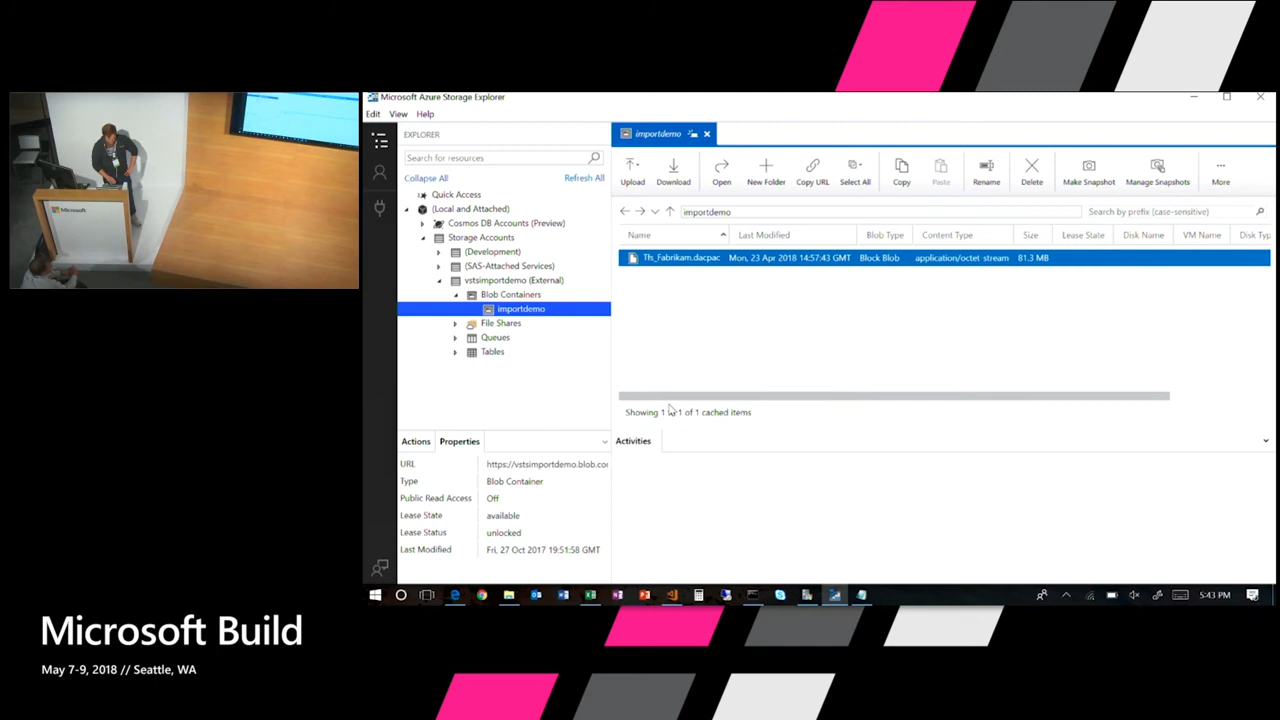 Microsoft Azure Storage Explorer
Edit View Help
EXPLORER
Search for resources
Collapse All Refresh All
Quick Access
(Local and Attached)
Cosmos DB Accounts (Preview)
Storage Accounts
(Development)
(SAS-Attached Services)
vstsimportdemo (External)
Blob Containers
importdemo
File Shares
Queues
Tables
importdemo
Upload Download Open New Folder Copy URL Select All Copy Paste Rename Delete Make Snapshot Manage Snapshots More
importdemo Search by prefix (case-sensitive)
Name Last Modified Blob Type Content Type Size Lease State Disk Name VM Name Disk Typ
Tfs_Fabrikam.dacpac Mon, 23 Apr 2018 14:57:43 GMT Block Blob application/octet stream 81.3 MB
Showing 1 to 1 of 1 cached items
Actions Properties
URL https://vstsimportdemo.blob.cor
Type Blob Container
Public Read Access Off
Lease State available
Lease Status unlocked
Last Modified Fri, 27 Oct 2017 19:51:58 GMT
Activities
5:43 PM
Microsoft
Microsoft Build
May 7-9, 2018 // Seattle, WA